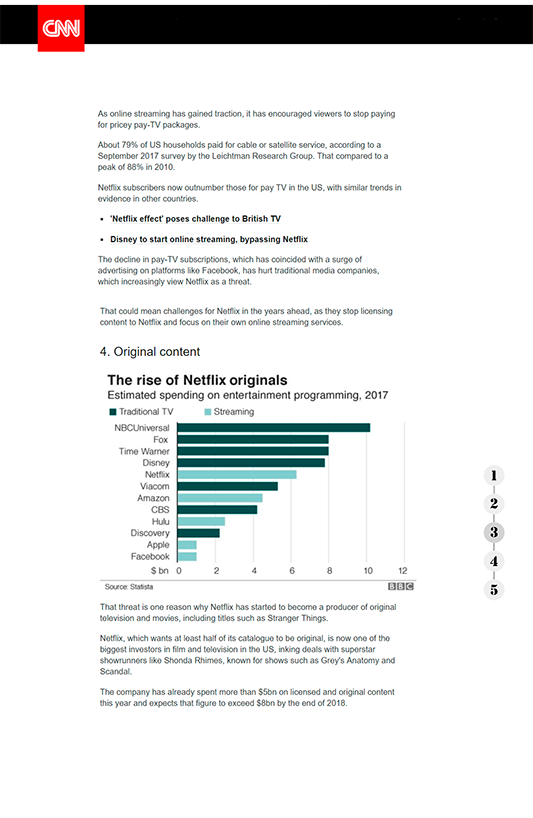 CNN
As online streaming has gained traction, it has encouraged viewers to stop paying
for pricey pay-TV packages.
About 79% of US households paid for cable or satellite service, according to a
September 2017 survey by the Leichtman Research Group. That compared to a
peak of 88% in 2010.
Netflix subscribers now outnumber those for pay TV in the US, with similar trends in
evidence in other countries.
'Netflix effect' poses challenge to British TV
Disney to start online streaming, bypassing Netflix
The decline in pay-TV subscriptions, which has coincided with a surge of
advertising on platforms like Facebook, has hurt traditional media companies,
which increasingly view Netflix as a threat.
That could mean challenges for Netflix in the years ahead, as they stop licensing
content to Netflix and focus on their own online streaming services.
4. Original content
The rise of Netflix originals
Estimated spending on entertainment programming, 2017
Traditional TV Streaming
NBCUniversal
Fox
Time Warner
Disney
Netflix
Viacom
Amazon
CBS
Hulu
Discovery
Apple
Facebook
$ bn 0 2 4 6 8 10 12
Source: Statista BBC
1
2
3
4
5
That threat is one reason why Netflix has started to become a producer of original
television and movies, including titles such as Stranger Things.
Netflix, which wants at least half of its catalogue to be original, is now one of the
biggest investors in film and television in the US, inking deals with superstar
showrunners like Shonda Rhimes, known for shows such as Grey's Anatomy and
Scandal.
The company has already spent more than $5bn on licensed and original content
this year and expects that figure to exceed $8bn by the end of 2018.